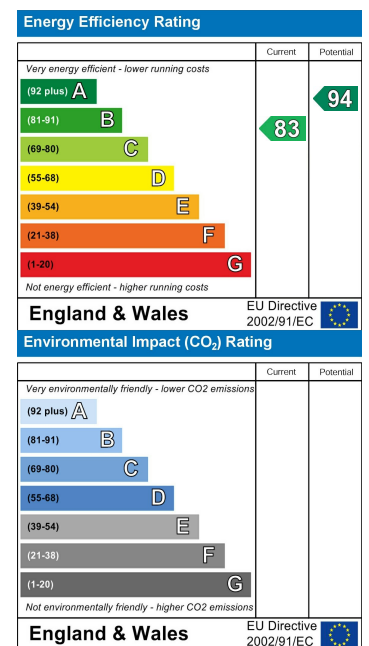 Energy Efficiency Rating
Current Potential
Very energy efficient - lower running costs
(92 plus) A
(81-91) B
(69-80) C
(55-68) D
(39-54) E
(21-38) F
(1-20) G
83
94
Not energy efficient - higher running costs
England & Wales
EU Directive
2002/91/EC
Environmental Impact (CO₂) Rating
Current Potential
Very environmentally friendly - lower CO2 emissions
(92 plus) A
(81-91) B
(69-80) C
(55-68) D
(39-54) E
(21-38) F
(1-20) G
Not environmentally friendly - higher CO2 emissions
England & Wales
EU Directive
2002/91/EC